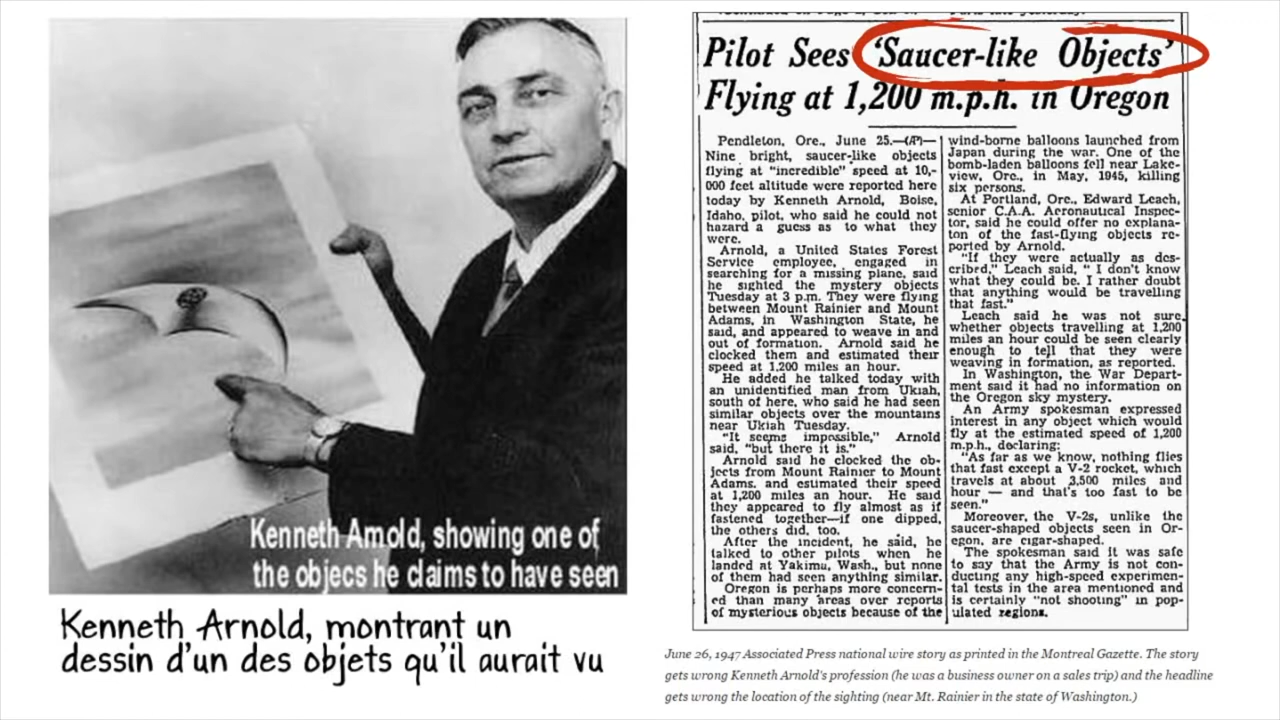 Kenneth Arnold, showing one of
the objecs he claims to have seen
Kenneth Arnold, montrant un
dessin d'un des objets qu'il aurait vu
Pilot Sees 'Saucer-like Objects'
Flying at 1,200 m.p.h. in Oregon
Pendleton, Ore., June 25.—(AP)—
Nine bright, saucer-like objects
flying at "incredible" speed at 10,-
000 feet altitude were reported here
today by Kenneth Arnold, Boise,
Idaho, pilot, who said he could not
hazard a guess as to what they
were.
Arnold, a United States Forest
Service employee, engaged in
searching for a missing plane, said
he sighted the mystery objects
Tuesday at 3 p.m. They were flying
between Mount Rainier and Mount
Adams, in Washington State, he
said, and appeared to weave in and
out of formation. Arnold said he
clocked them and estimated their
speed at 1,200 miles an hour.
He added he talked today with
an unidentified man from Ukiah,
south of here, who said he had seen
similar objects over the mountains
near Ukiah Tuesday.
"It seems impossible," Arnold
said, "but there it is."
Arnold said he clocked the ob-
jects from Mount Rainier to Mount
Adams, and estimated their speed
at 1,200 miles an hour. He said
they appeared to fly almost as if
fastened together—if one dipped,
the others did, too.
After the incident, he said, he
talked to other pilots when he
landed at Yakima, Wash., but none
of them had seen anything similar.
Oregon is perhaps more concern-
ed than many areas over reports
of mysterious objects because of the
wind-borne balloons launched from
Japan during the war. One of the
bomb-laden balloons fell near Lake-
view, Ore., in May, 1945, killing
six persons.
At Portland, Ore., Edward Leach,
senior C.A.A. Aeronautical Inspec-
tor, said he could offer no explana-
ton of the fast-flying objects re-
ported by Arnold.
"If they were actually as des-
cribed," Leach said, " I don't know
what they could be. I rather doubt
that anything would be travelling
that fast."
Leach said he was not sure
whether objects travelling at 1,200
miles an hour could be seen clearly
enough to tell that they were
weaving in formation, as reported.
In Washington, the War Depart-
ment said it had no information on
the Oregon sky mystery.
An Army spokesman expressed
interest in any object which would
fly at the estimated speed of 1,200
m.p.h., declaring:
"As far as we know, nothing flies
that fast except a V-2 rocket, which
travels at about 3,500 miles and
hour — and that's too fast to be
seen."
Moreover, the V-2s, unlike the
saucer-shaped objects seen in Or-
egon, are cigar-shaped.
The spokesman said it was safe
to say that the Army is not con-
ducting any high-speed experimen-
tal tests in the area mentioned and
is certainly "not shooting" in pop-
ulated regions.
June 26, 1947 Associated Press national wire story as printed in the Montreal Gazette. The story
gets wrong Kenneth Arnold's profession (he was a business owner on a sales trip) and the headline
gets wrong the location of the sighting (near Mt. Rainier in the state of Washington.)